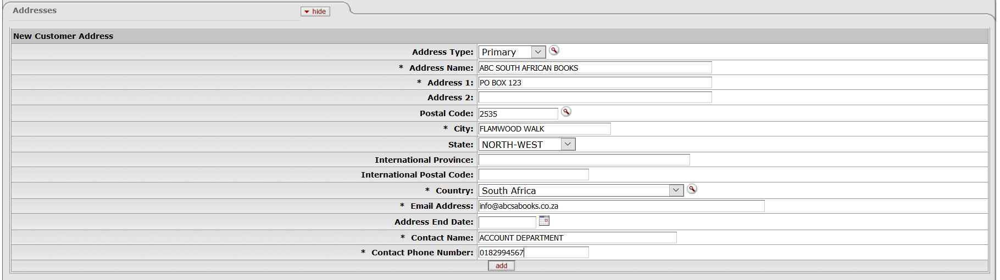 Addresses
hide
New Customer Address
Address Type: Primary
* Address Name: ABC SOUTH AFRICAN BOOKS
* Address 1: PO BOX 123
Address 2:
Postal Code: 2535
* City: FLAMWOOD WALK
State: NORTH-WEST
International Province:
International Postal Code:
* Country: South Africa
* Email Address: info@abcsabooks.co.za
Address End Date:
* Contact Name: ACCOUNT DEPARTMENT
* Contact Phone Number: 0182994567
add